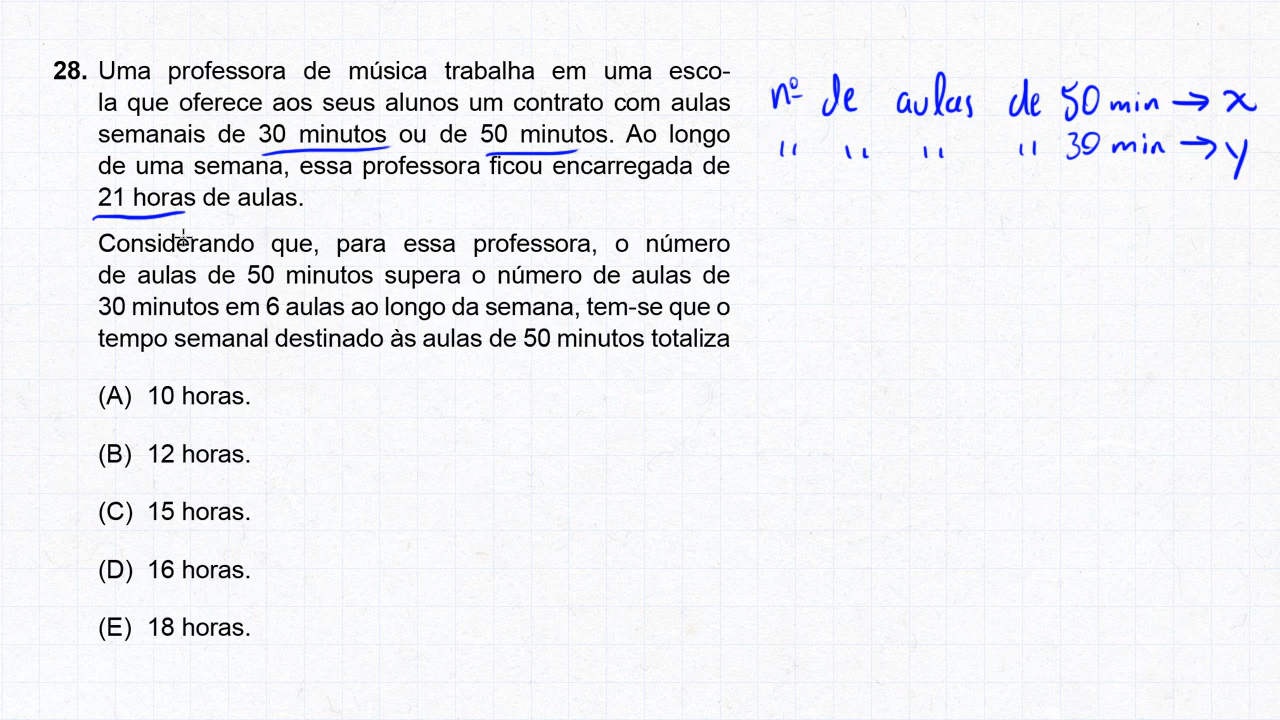 28. Uma professora de música trabalha em uma esco-
la que oferece aos seus alunos um contrato com aulas
semanais de 30 minutos ou de 50 minutos. Ao longo
de uma semana, essa professora ficou encarregada de
21 horas de aulas.
Considerando que, para essa professora, o número
de aulas de 50 minutos supera o número de aulas de
30 minutos em 6 aulas ao longo da semana, tem-se que o
tempo semanal destinado às aulas de 50 minutos totaliza
(A) 10 horas.
(B) 12 horas.
(C) 15 horas.
(D) 16 horas.
(E) 18 horas.
nº de aulas de 50 min → x
" " " " 30 min → y